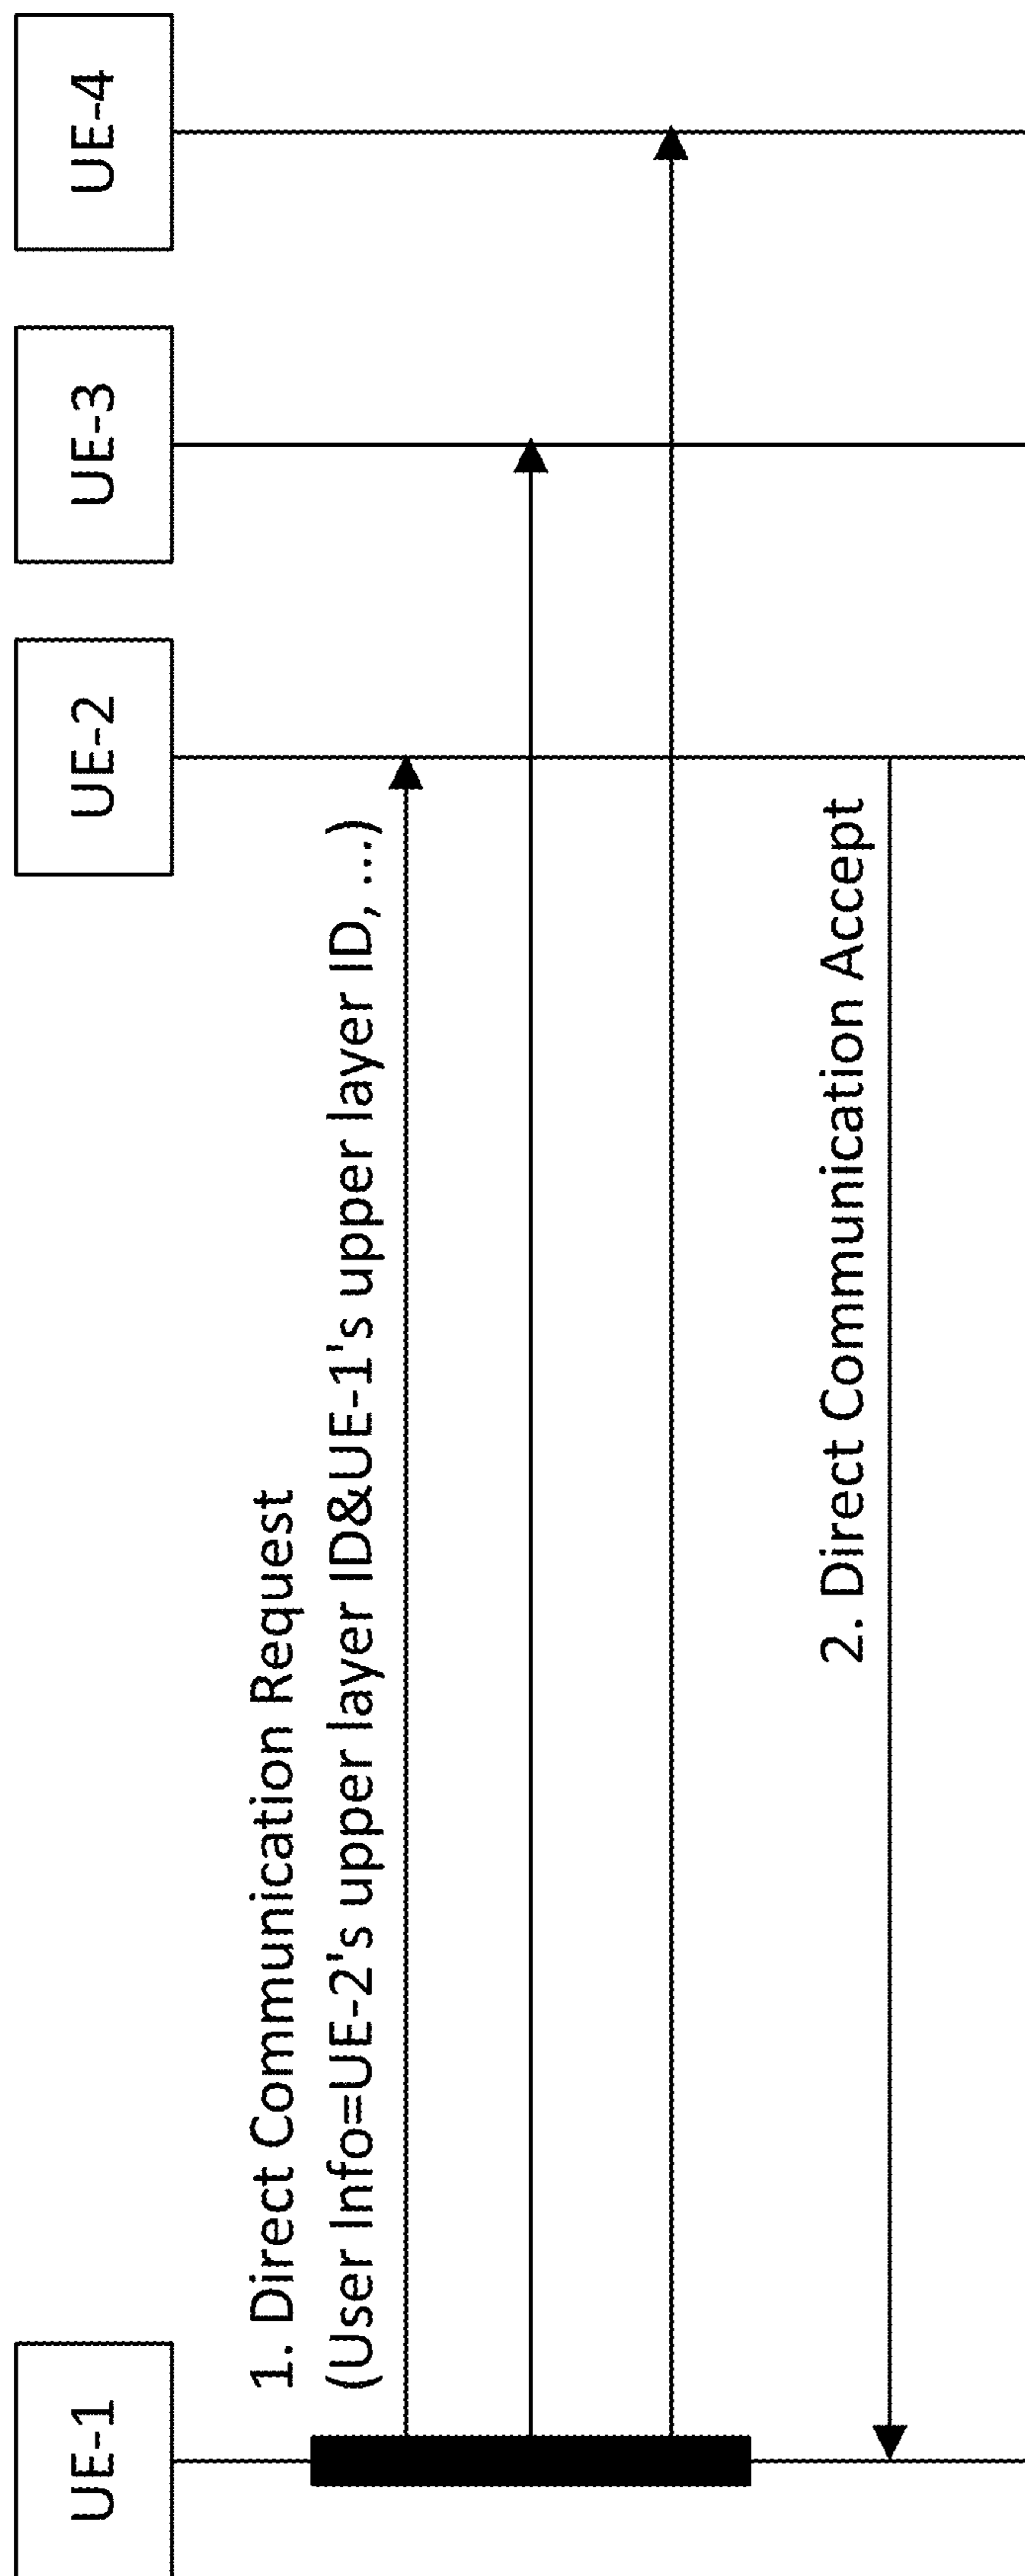 UE-1
UE-2
UE-3
UE-4
1. Direct Communication Request
(User Info=UE-2's upper layer ID&UE-1's upper layer ID, ...)
2. Direct Communication Accept